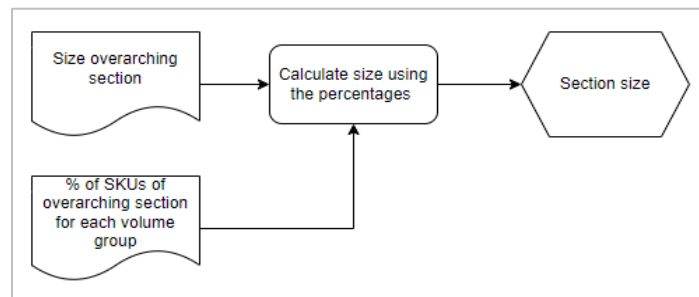 Size overarching
section
Calculate size using
the percentages
Section size
% of SKUs of
overarching section
for each volume
group